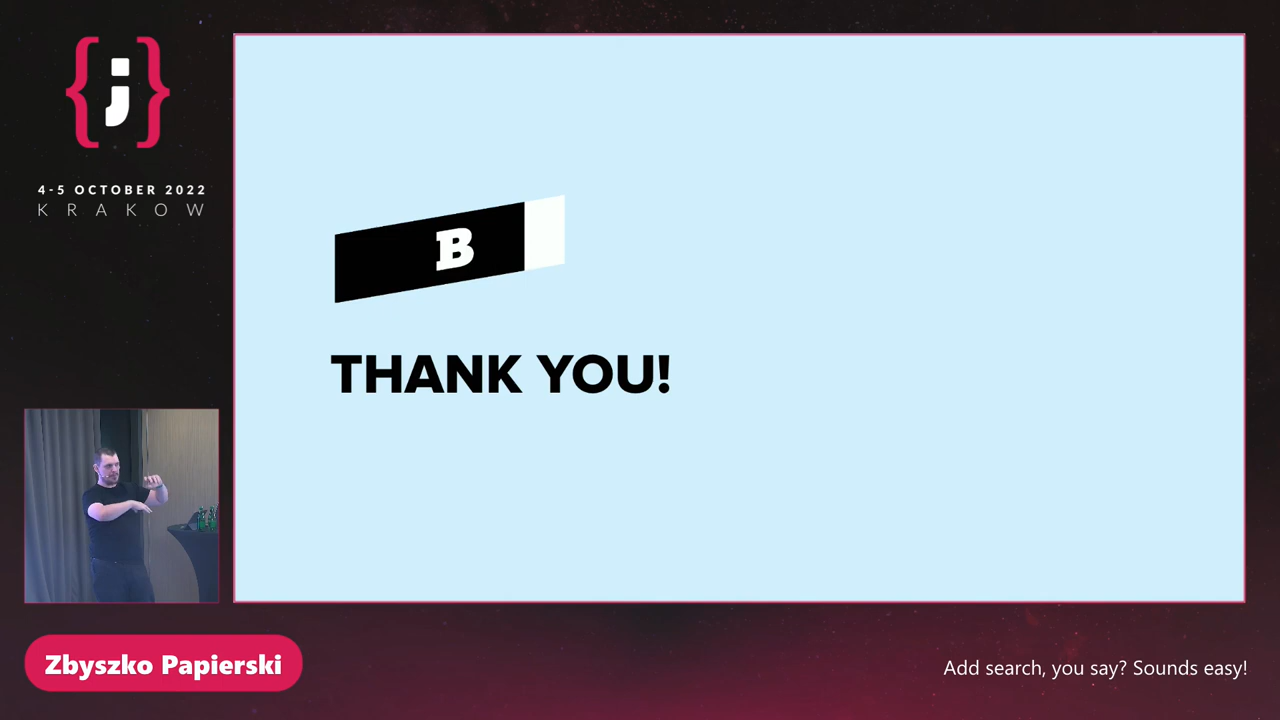 {;}
4-5 OCTOBER 2022
KRAKOW
B
THANK YOU!
Zbyszko Papierski
Add search, you say? Sounds easy!